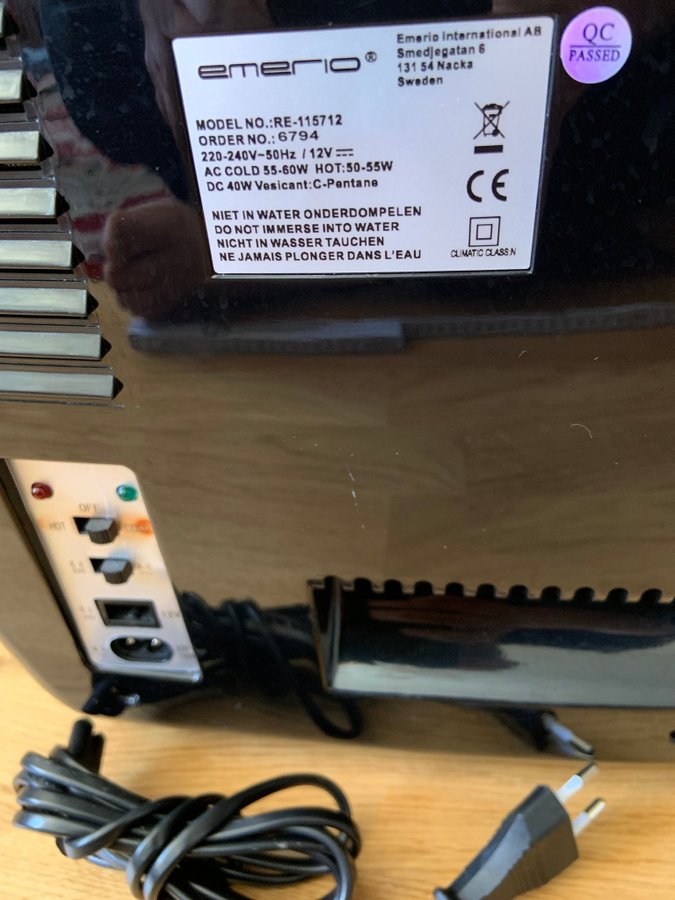 emerio®
Emerio International AB
Smedjegatan 6
131 54 Nacka
Sweden
QC
PASSED
MODEL NO.:RE-115712
ORDER NO.:6794
220-240V~50Hz / 12V⎓
AC COLD 55-60W HOT:50-55W
DC 40W Vesicant:C-Pentane
CE
NIET IN WATER ONDERDOMPELEN
DO NOT IMMERSE INTO WATER
NICHT IN WASSER TAUCHEN
NE JAMAIS PLONGER DANS L'EAU
CLIMATIC CLASS:N
OFF
HOT
12V